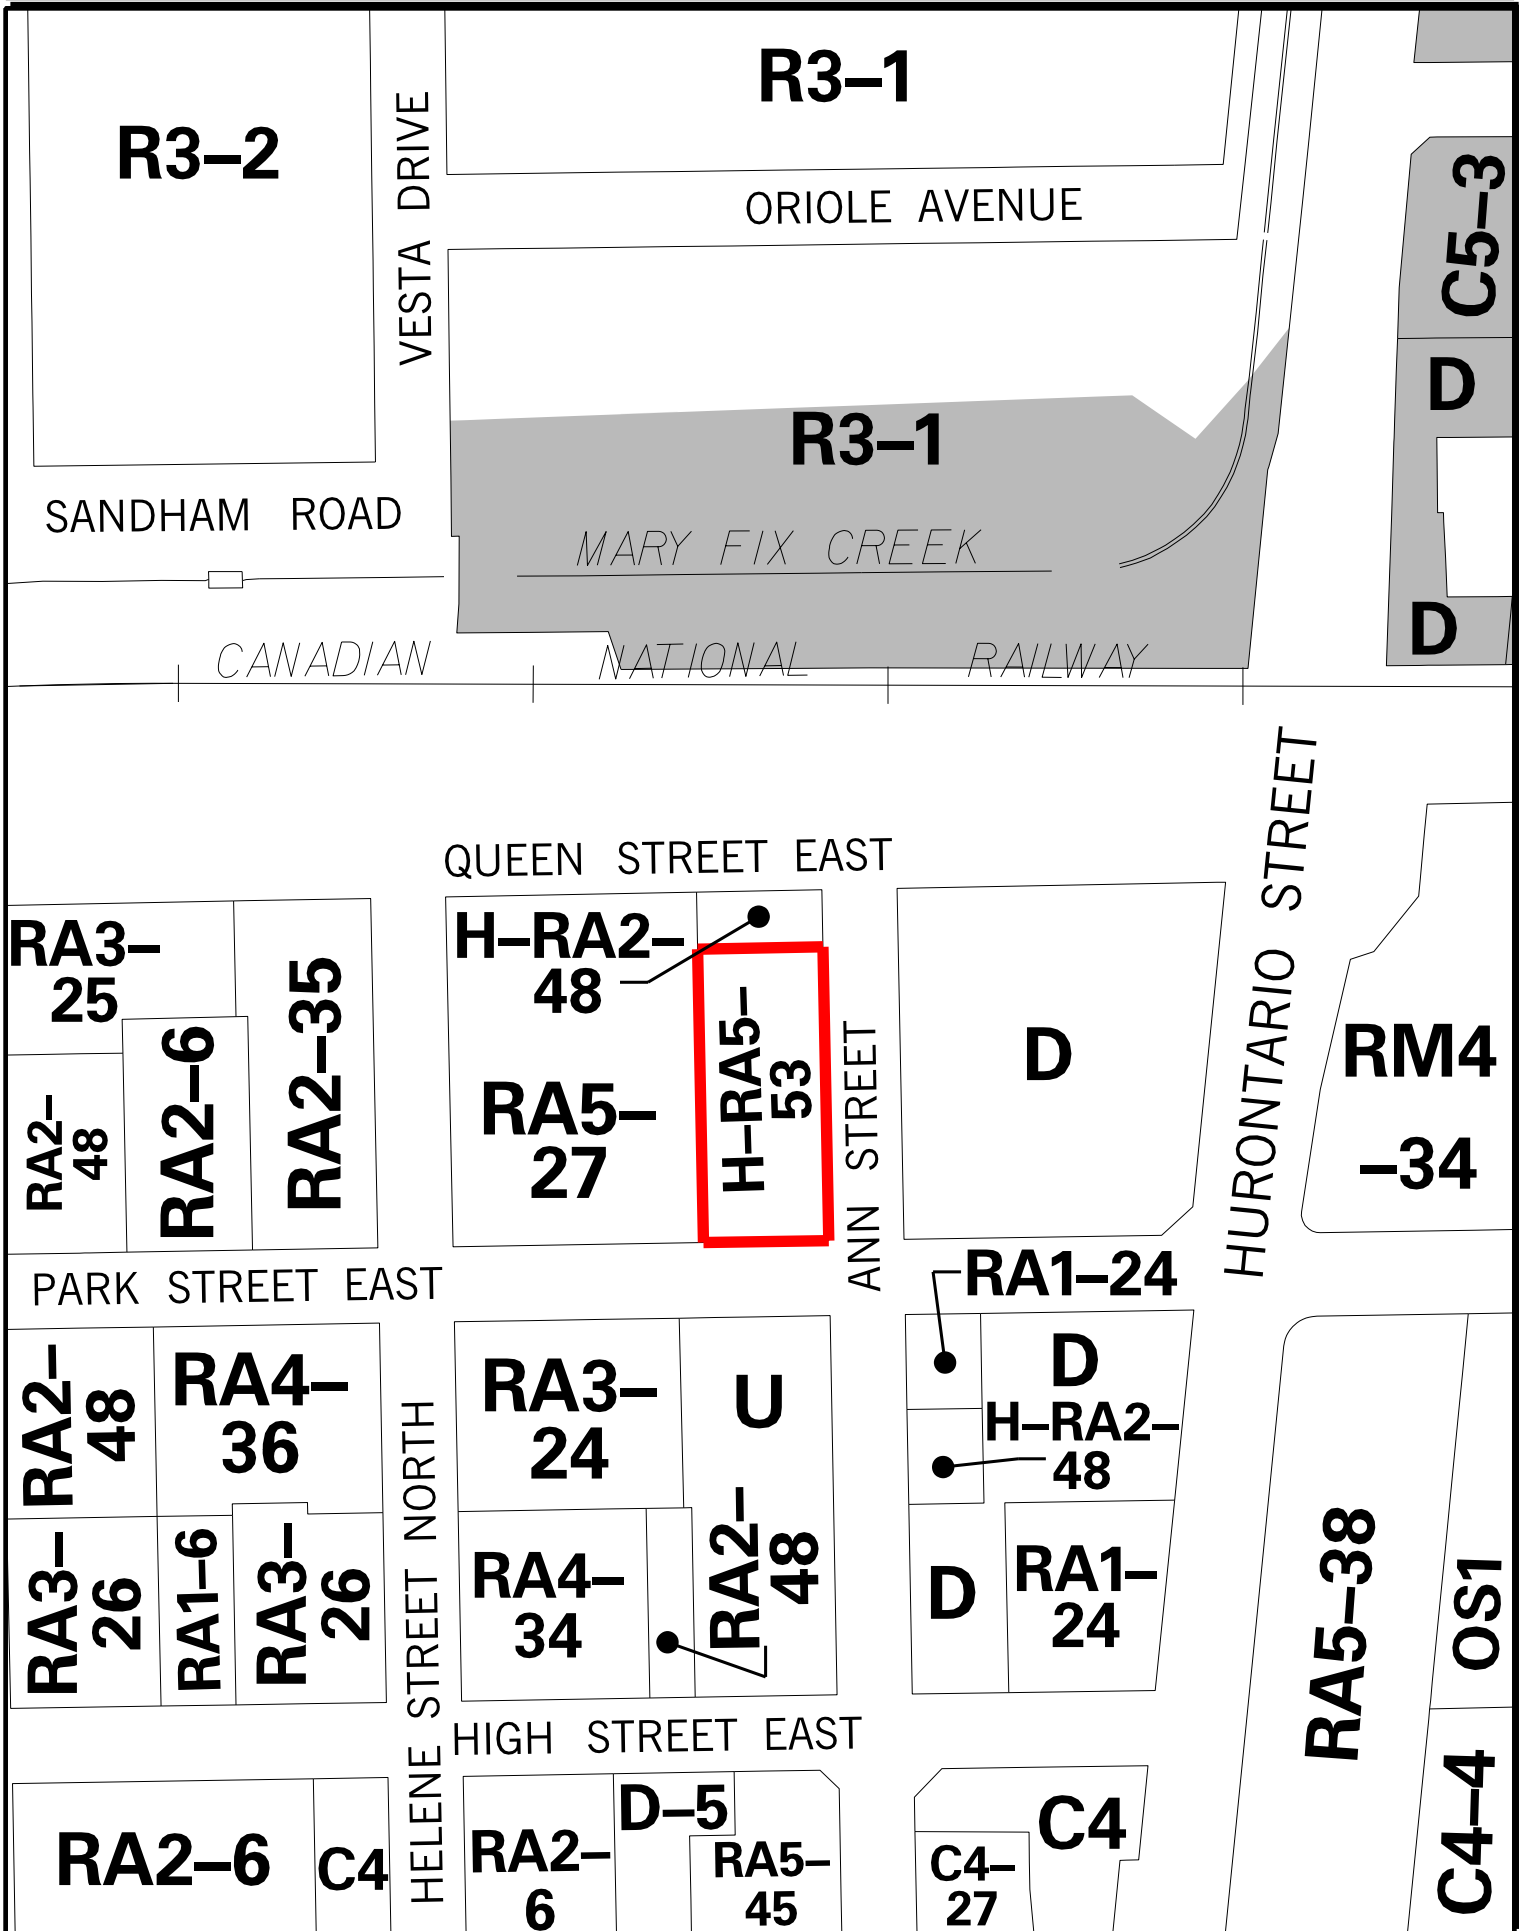 R3–1
R3–2
VESTA DRIVE
ORIOLE AVENUE
C5–3
D
R3–1
SANDHAM ROAD
MARY FIX CREEK
D
CANADIAN NATIONAL RAILWAY
HURONTARIO STREET
QUEEN STREET EAST
RA3–
25
RA2–35
H–RA2–
48
H–RA5–
53
D
RM4
–34
RA2–
48
RA2–6
RA5–
27
ANN STREET
PARK STREET EAST
RA1–24
RA2–
48
RA4–
36
HELENE STREET NORTH
RA3–
24
U
D
H–RA2–
48
RA3–
26
RA1–6
RA3–
26
RA4–
34
RA2–
48
D
RA1–
24
RA5–38
OS1
HIGH STREET EAST
RA2–6
C4
RA2–
6
D–5
RA5–
45
C4
C4–
27
C4–4